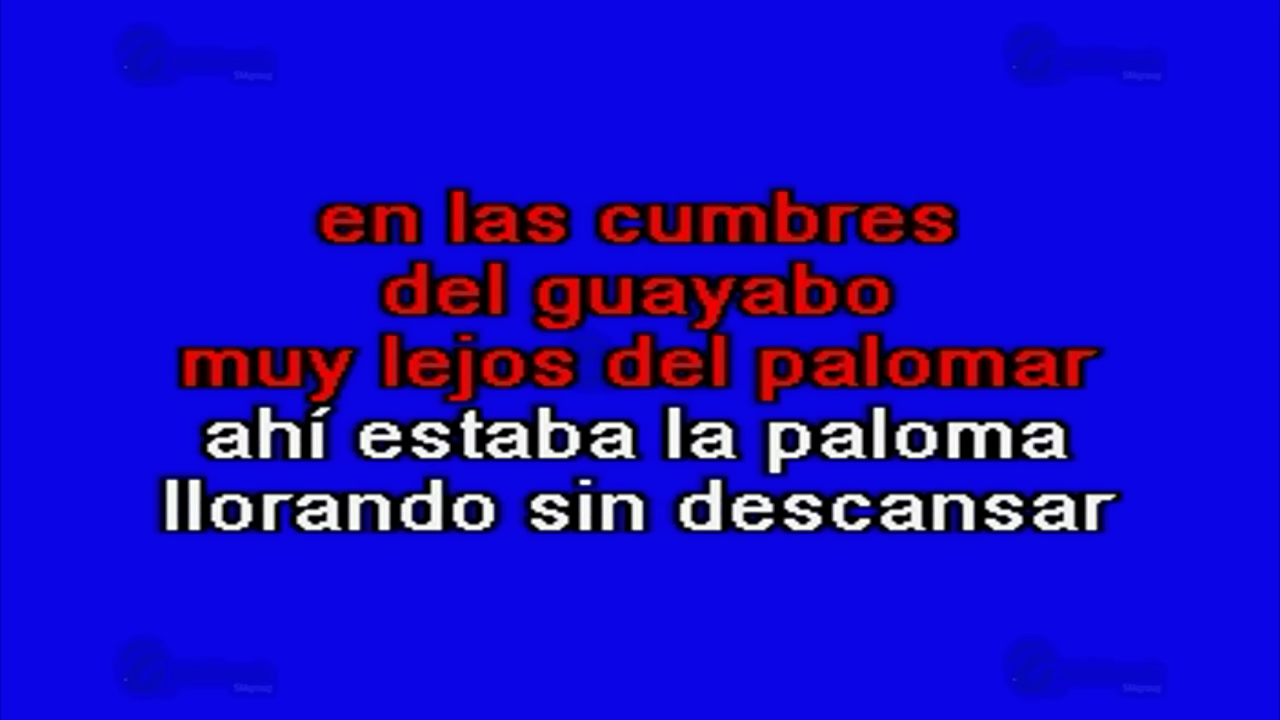 en las cumbres
del guayabo
muy lejos del palomar
ahí estaba la paloma
llorando sin descansar